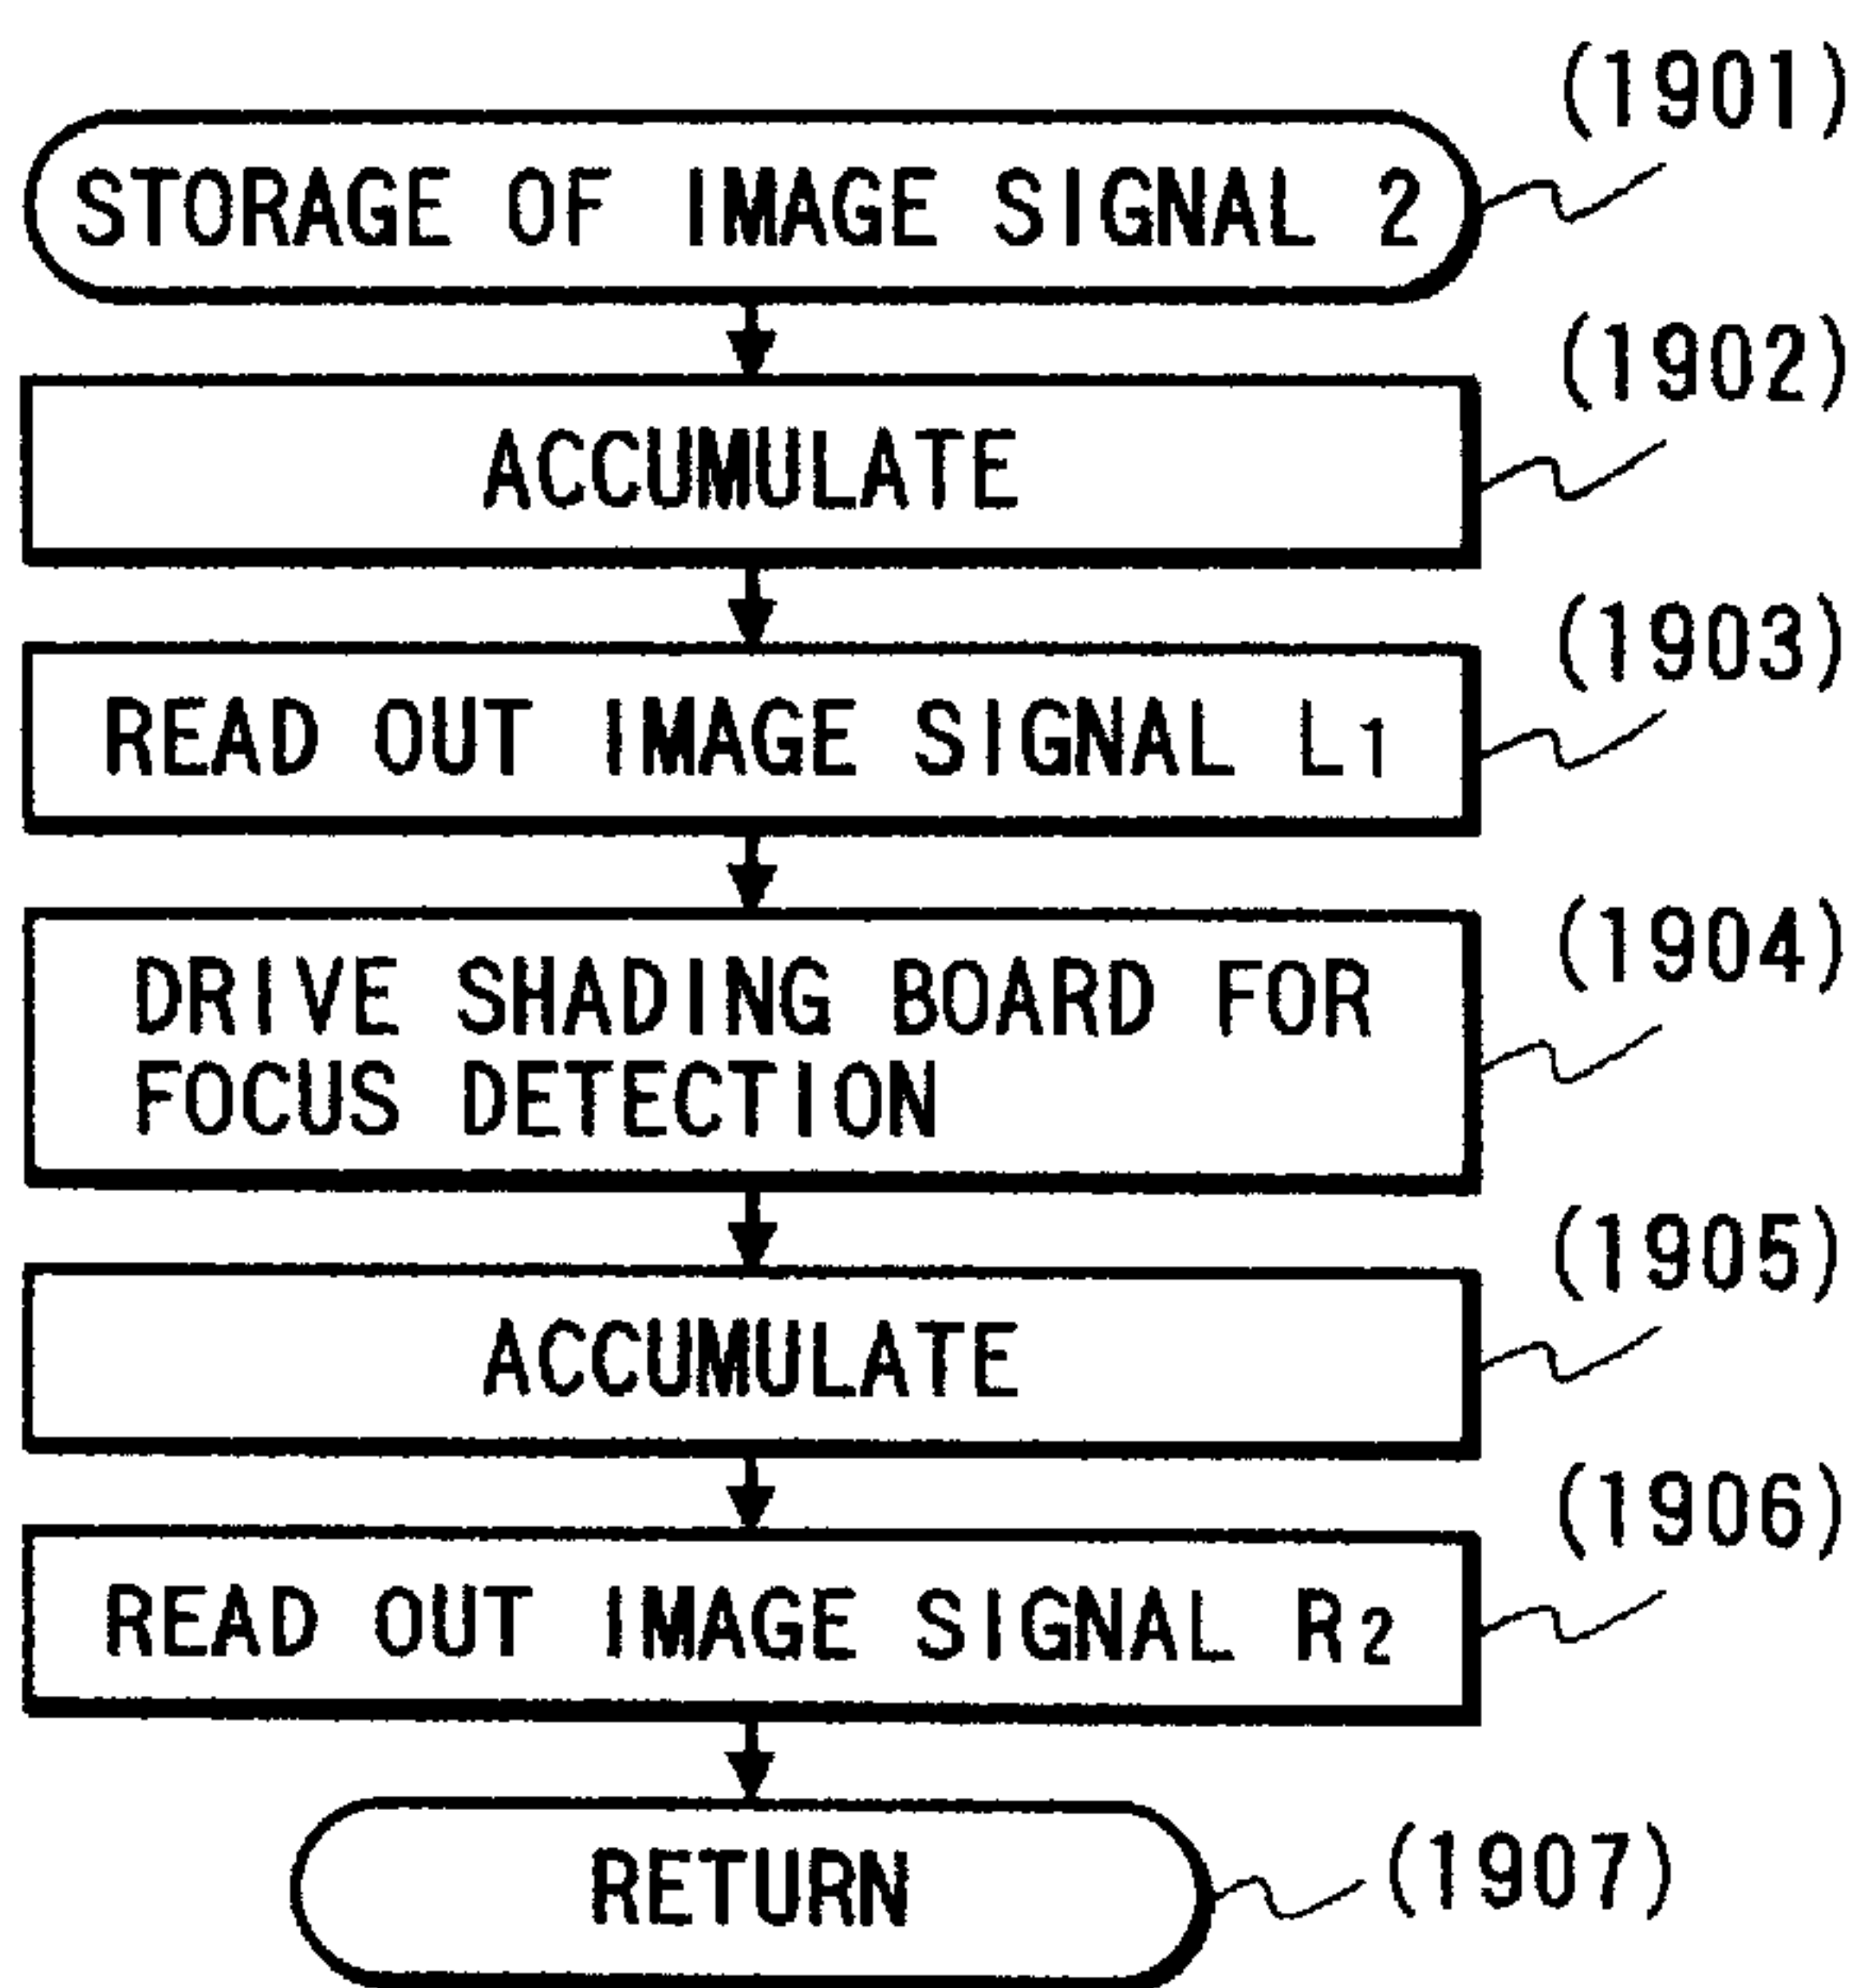 (1901)
STORAGE OF IMAGE SIGNAL 2
(1902)
ACCUMULATE
(1903)
READ OUT IMAGE SIGNAL L1
(1904)
DRIVE SHADING BOARD FOR
FOCUS DETECTION
(1905)
ACCUMULATE
(1906)
READ OUT IMAGE SIGNAL R2
RETURN
(1907)